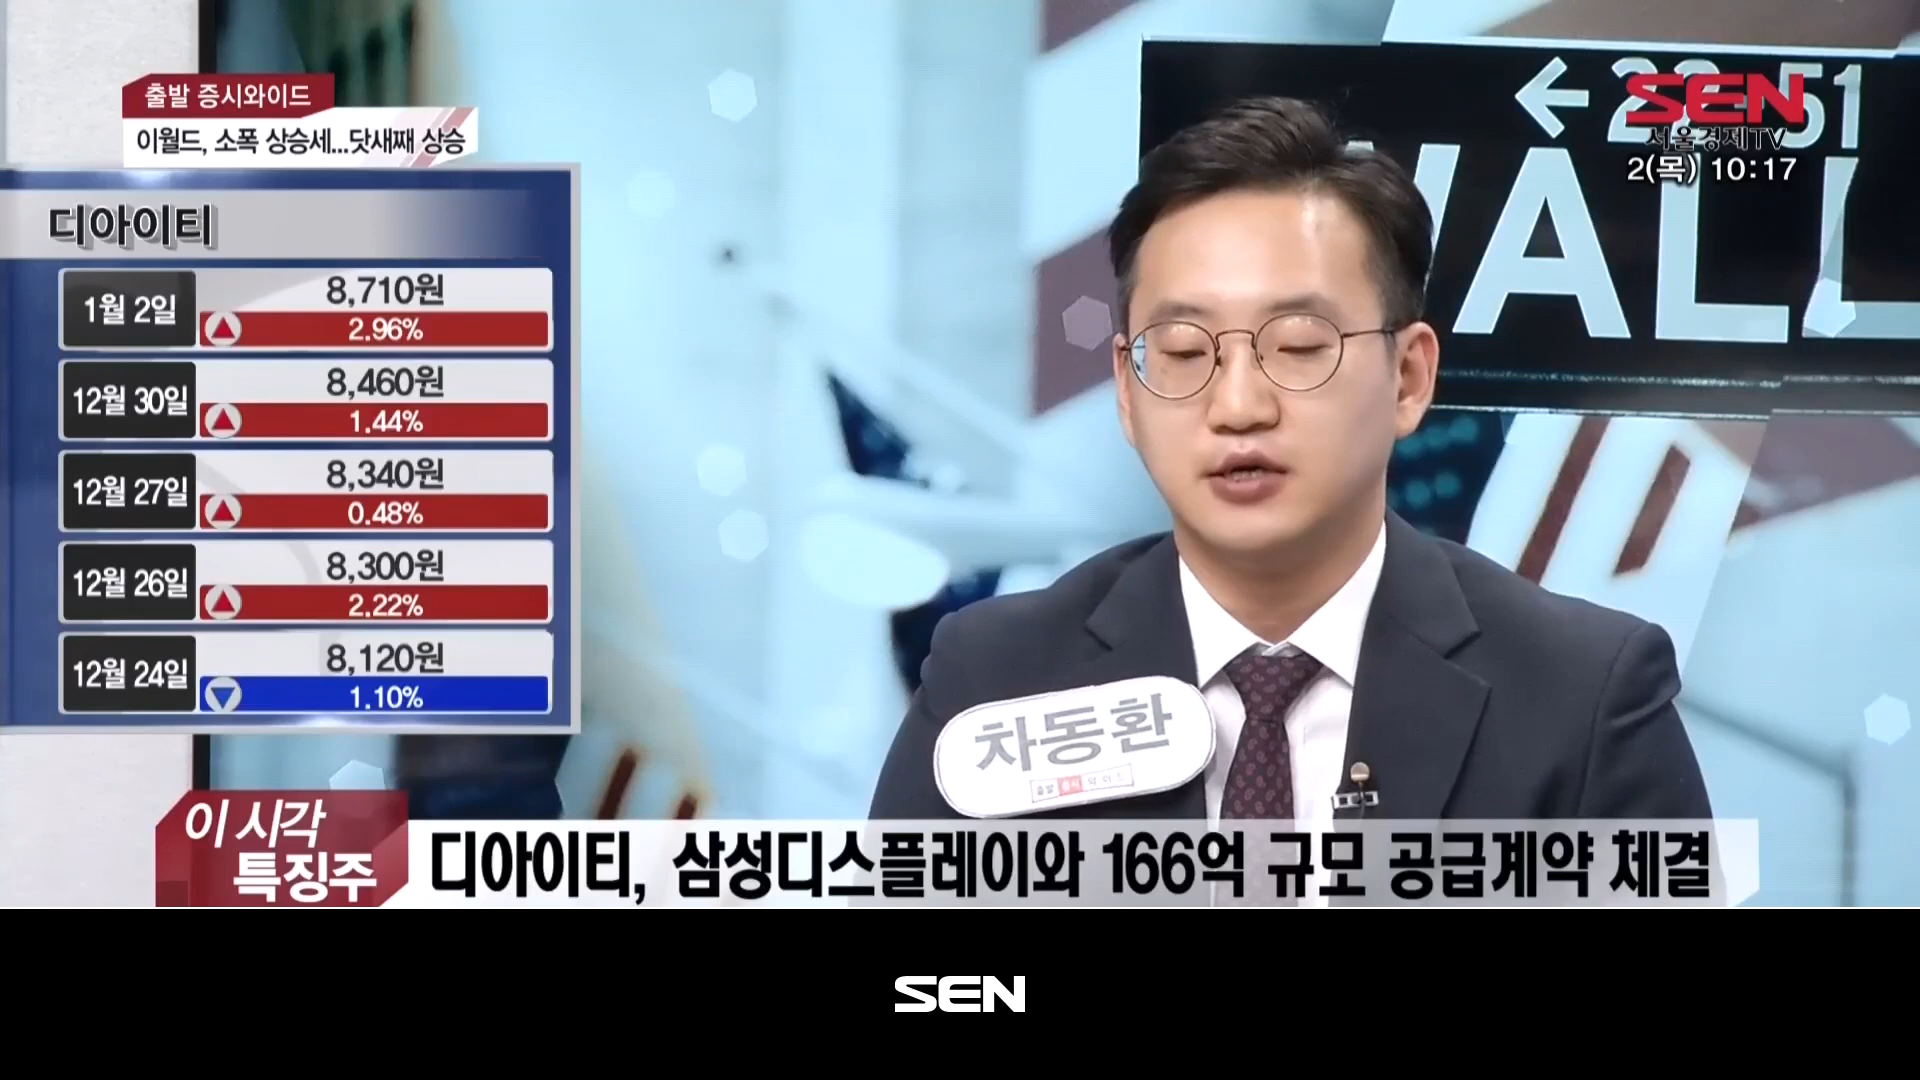 출발 증시와이드
이월드, 소폭 상승세...닷새째 상승
SEN
서울경제TV
2(목) 10:17
디아이티
1월 2일
8,710원
2.96%
12월 30일
8,460원
1.44%
12월 27일
8,340원
0.48%
12월 26일
8,300원
2.22%
12월 24일
8,120원
1.10%
WALL
차동환
출발 증시 와이드
이 시각
특징주
디아이티, 삼성디스플레이와 166억 규모 공급계약 체결
SEN